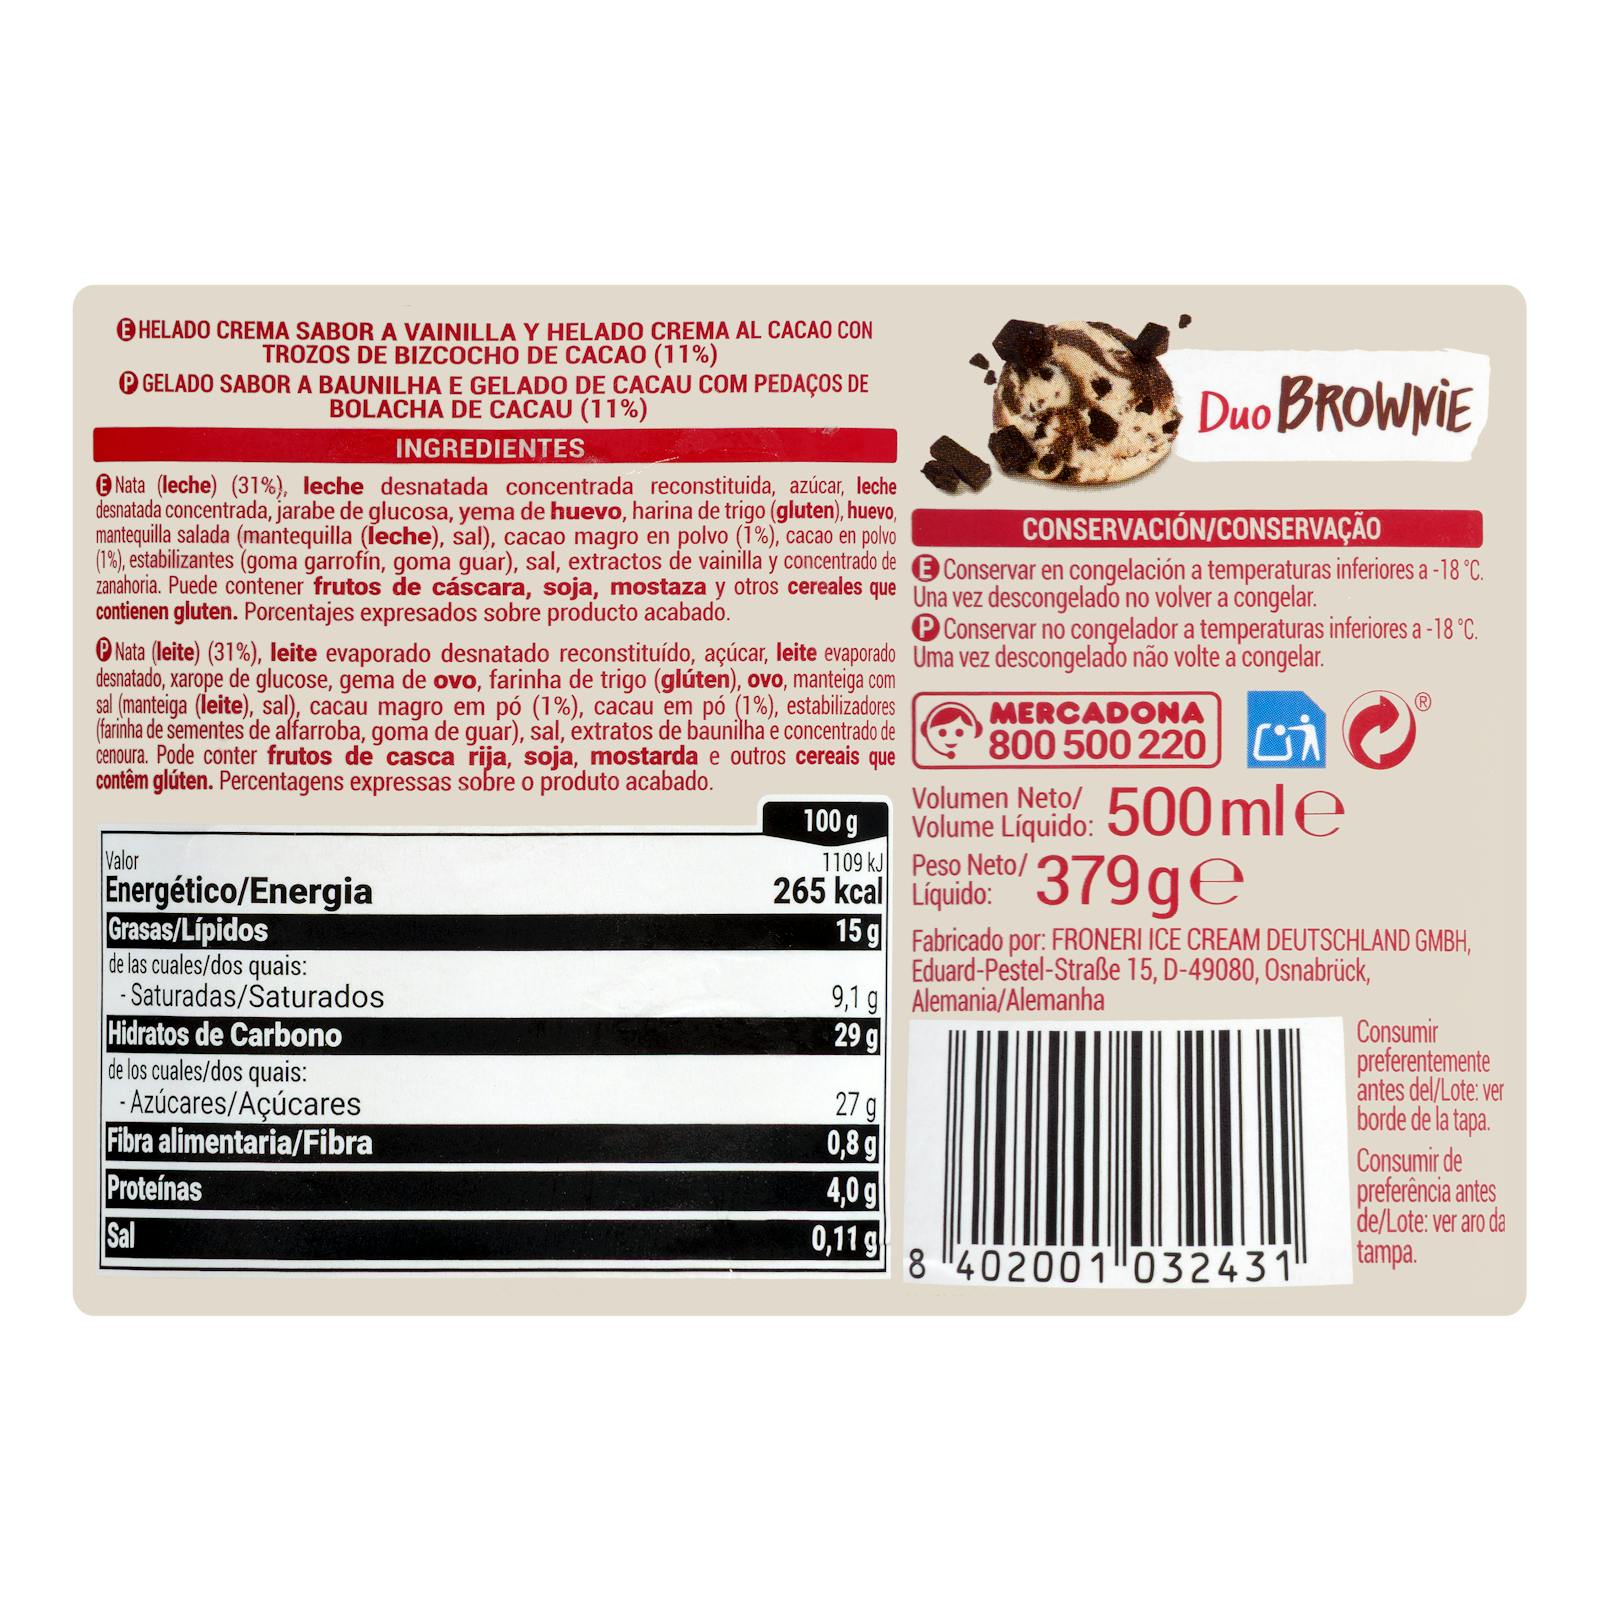 E HELADO CREMA SABOR A VAINILLA Y HELADO CREMA AL CACAO CON
TROZOS DE BIZCOCHO DE CACAO (11%)
P GELADO SABOR A BAUNILHA E GELADO DE CACAU COM PEDAÇOS DE
BOLACHA DE CACAU (11%)
INGREDIENTES
E Nata (leche) (31%), leche desnatada concentrada reconstituida, azúcar, leche
desnatada concentrada, jarabe de glucosa, yema de huevo, harina de trigo (gluten), huevo,
mantequilla salada (mantequilla (leche), sal), cacao magro en polvo (1%), cacao en polvo
(1%), estabilizantes (goma garrofín, goma guar), sal, extractos de vainilla y concentrado de
zanahoria. Puede contener frutos de cáscara, soja, mostaza y otros cereales que
contienen gluten. Porcentajes expresados sobre producto acabado.
P Nata (leite) (31%), leite evaporado desnatado reconstituído, açúcar, leite evaporado
desnatado, xarope de glucose, gema de ovo, farinha de trigo (glúten), ovo, manteiga com
sal (manteiga (leite), sal), cacau magro em pó (1%), cacau em pó (1%), estabilizadores
(farinha de sementes de alfarroba, goma de guar), sal, extratos de baunilha e concentrado de
cenoura. Pode conter frutos de casca rija, soja, mostarda e outros cereais que
contêm glúten. Percentagens expressas sobre o produto acabado.
100 g
Valor 1109 kJ
Energético/Energia 265 kcal
Grasas/Lípidos 15 g
de las cuales/dos quais:
- Saturadas/Saturados 9,1 g
Hidratos de Carbono 29 g
de los cuales/dos quais:
- Azúcares/Açúcares 27 g
Fibra alimentaria/Fibra 0,8 g
Proteínas 4,0 g
Sal 0,11 g
Duo BROWNiE
CONSERVACIÓN/CONSERVAÇÃO
E Conservar en congelación a temperaturas inferiores a -18 °C.
Una vez descongelado no volver a congelar.
P Conservar no congelador a temperaturas inferiores a -18 °C.
Uma vez descongelado não volte a congelar.
MERCADONA
800 500 220
®
Volumen Neto/
Volume Líquido: 500 ml e
Peso Neto/
Líquido: 379 g e
Fabricado por: FRONERI ICE CREAM DEUTSCHLAND GMBH,
Eduard-Pestel-Straße 15, D-49080, Osnabrück,
Alemania/Alemanha
8 402001 032431
Consumir
preferentemente
antes del/Lote: ver
borde de la tapa.
Consumir de
preferência antes
de/Lote: ver aro da
tampa.